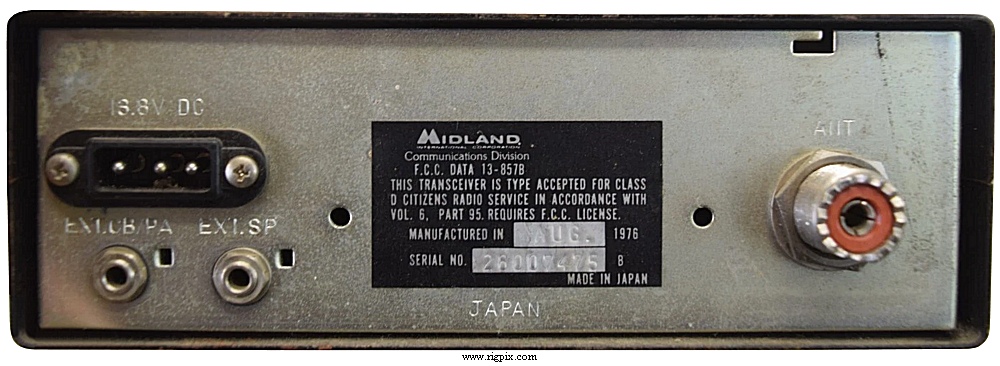 13.8V DC
ANT
EXT.CB/PA EXT.SP
MIDLAND
INTERNATIONAL CORPORATION
Communications Division
F.C.C. DATA 13-857B
THIS TRANSCEIVER IS TYPE ACCEPTED FOR CLASS
D CITIZENS RADIO SERVICE IN ACCORDANCE WITH
VOL. 6, PART 95. REQUIRES F.C.C. LICENSE.
MANUFACTURED IN AUG. 1976
SERIAL NO. 26007475 B
MADE IN JAPAN
JAPAN
www.rigpix.com